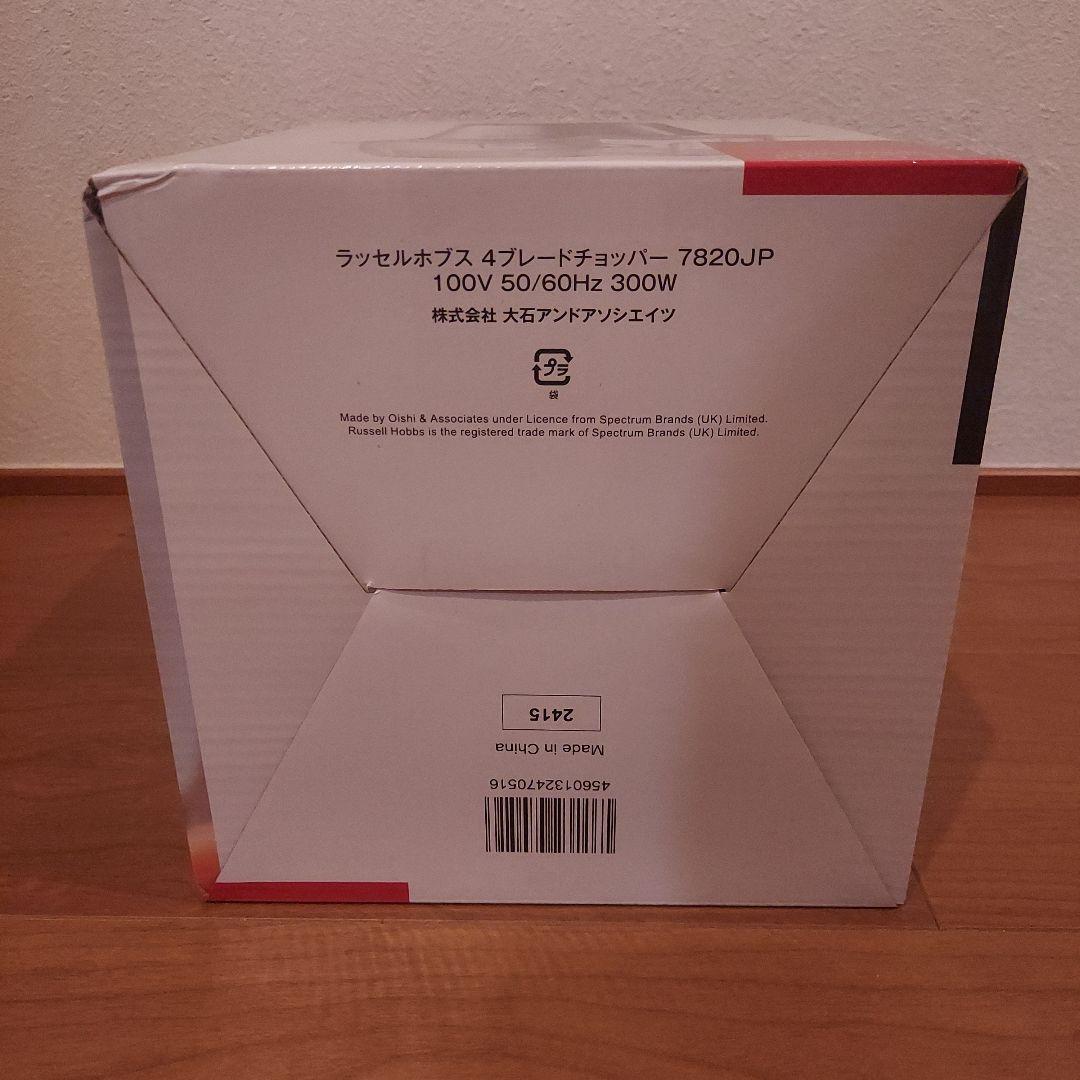 ラッセルホブス 4ブレードチョッパー 7820JP
100V 50/60Hz 300W
株式会社 大石アンドアソシエイツ
プラ
袋
Made by Oishi & Associates under Licence from Spectrum Brands (UK) Limited.
Russell Hobbs is the registered trade mark of Spectrum Brands (UK) Limited.
2415
Made in China
4560132470516